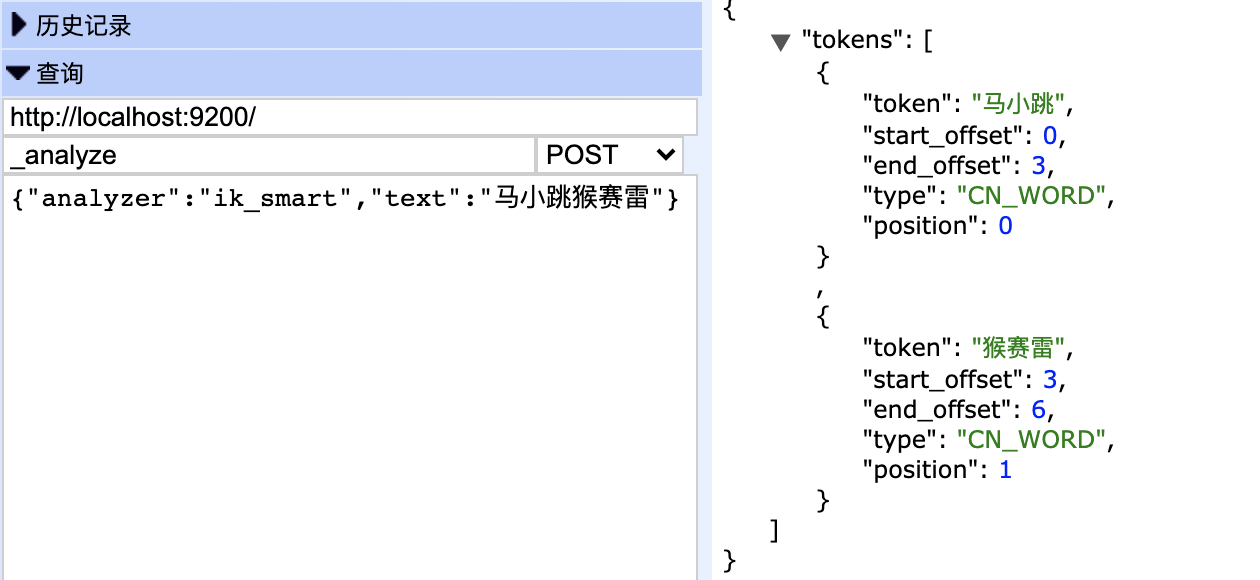 历史记录
查询
http://localhost:9200/
_analyze POST
{"analyzer":"ik_smart","text":"马小跳猴赛雷"}
{
"tokens": [
{
"token": "马小跳",
"start_offset": 0,
"end_offset": 3,
"type": "CN_WORD",
"position": 0
}
,
{
"token": "猴赛雷",
"start_offset": 3,
"end_offset": 6,
"type": "CN_WORD",
"position": 1
}
]
}